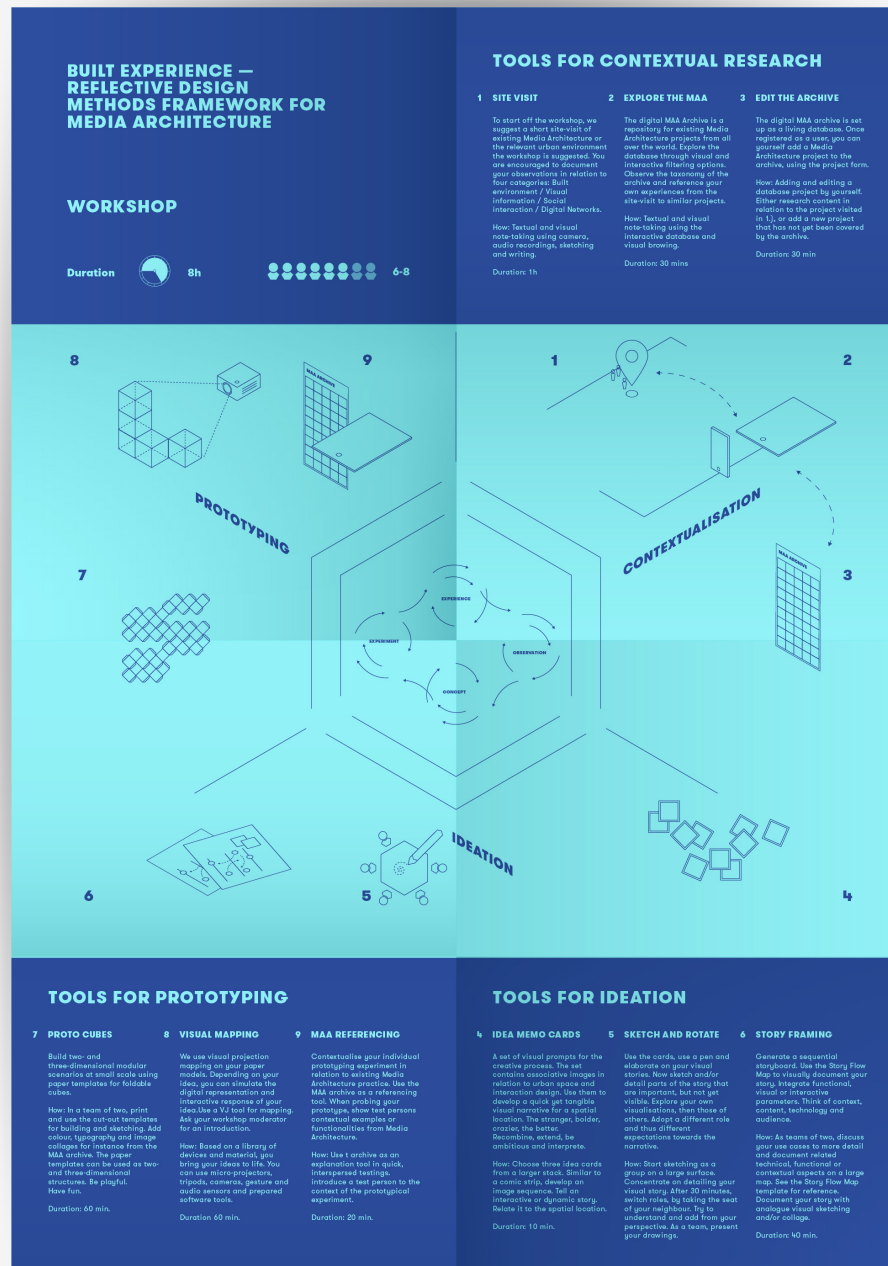 BUILT EXPERIENCE —
REFLECTIVE DESIGN
METHODS FRAMEWORK FOR
MEDIA ARCHITECTURE
WORKSHOP
Duration
8h
6-8
TOOLS FOR CONTEXTUAL RESEARCH
1 SITE VISIT
To start off the workshop, we
suggest a short site-visit of
existing Media Architecture or
the relevant urban environment
the workshop is suggested. You
are encouraged to document
your observations in relation to
four categories: Built
environment / Visual
information / Social
interaction / Digital Networks.
How: Textual and visual
note-taking using camera,
audio recordings, sketching
and writing.
Duration: 1h
2 EXPLORE THE MAA
The digital MAA Archive is a
repository for existing Media
Architecture projects from all
over the world. Explore the
database through visual and
interactive filtering options.
Observe the taxonomy of the
archive and reference your
own experiences from the
site-visit to similar projects.
How: Textual and visual
note-taking using the
interactive database and
visual browing.
Duration: 30 mins
3 EDIT THE ARCHIVE
The digital MAA archive is set
up as a living database. Once
registered as a user, you can
yourself add a Media
Architecture project to the
archive, using the project form.
How: Adding and editing a
database project by yourself.
Either research content in
relation to the project visited
in 1.), or add a new project
that has not yet been covered
by the archive.
Duration: 30 min
8
9
MAA ARCHIVE
PROTOTYPING
7
1
2
CONTEXTUALISATION
MAA ARCHIVE
3
EXPERIENCE
EXPERIMENT
OBSERVATION
CONCEPT
IDEATION
6
5
4
TOOLS FOR PROTOTYPING
7 PROTO CUBES
Build two- and
three-dimensional modular
scenarios at small scale using
paper templates for foldable
cubes.
How: In a team of two, print
and use the cut-out templates
for building and sketching. Add
colour, typography and image
collages for instance from the
MAA archive. The paper
templates can be used as two-
and three-dimensional
structures. Be playful.
Have fun.
Duration: 60 min.
8 VISUAL MAPPING
We use visual projection
mapping on your paper
models. Depending on your
idea, you can simulate the
digital representation and
interactive response of your
idea.Use a VJ tool for mapping.
Ask your workshop moderator
for an introduction.
How: Based on a library of
devices and material, you
bring your ideas to life. You
can use micro-projectors,
tripods, cameras, gesture and
audio sensors and prepared
software tools.
Duration 60 min.
9 MAA REFERENCING
Contextualise your individual
prototyping experiment in
relation to existing Media
Architecture practice. Use the
MAA archive as a referencing
tool. When probing your
prototype, show test persons
contextual examples or
functionalities from Media
Architecture.
How: Use t archive as an
explanation tool in quick,
interspersed testings.
introduce a test person to the
context of the prototypical
experiment.
Duration: 20 min.
TOOLS FOR IDEATION
4 IDEA MEMO CARDS
A set of visual prompts for the
creative process. The set
contains associative images in
relation to urban space and
interaction design. Use them to
develop a quick yet tangible
visual narrative for a spatial
location. The stranger, bolder,
crazier, the better.
Recombine, extend, be
ambitious and interprete.
How: Choose three idea cards
from a larger stack. Similar to
a comic strip, develop an
image sequence. Tell an
interactive or dynamic story.
Relate it to the spatial location.
Duration: 10 min.
5 SKETCH AND ROTATE
Use the cards, use a pen and
elaborate on your visual
stories. Now sketch and/or
detail parts of the story that
are important, but not yet
visible. Explore your own
visualisations, then those of
others. Adopt a different role
and thus different
expectations towards the
narrative.
How: Start sketching as a
group on a large surface.
Concentrate on detailing your
visual story. After 30 minutes,
switch roles, by taking the seat
of your neighbour. Try to
understand and add from your
perspective. As a team, present
your drawings.
6 STORY FRAMING
Generate a sequential
storyboard. Use the Story Flow
Map to visually document your
story. Integrate functional,
visual or interactive
parameters. Think of context,
content, technology and
audience.
How: As teams of two, discuss
your use cases to more detail
and document related
technical, functional or
contextual aspects on a large
map. See the Story Flow Map
template for reference.
Document your story with
analogue visual sketching
and/or collage.
Duration: 40 min.